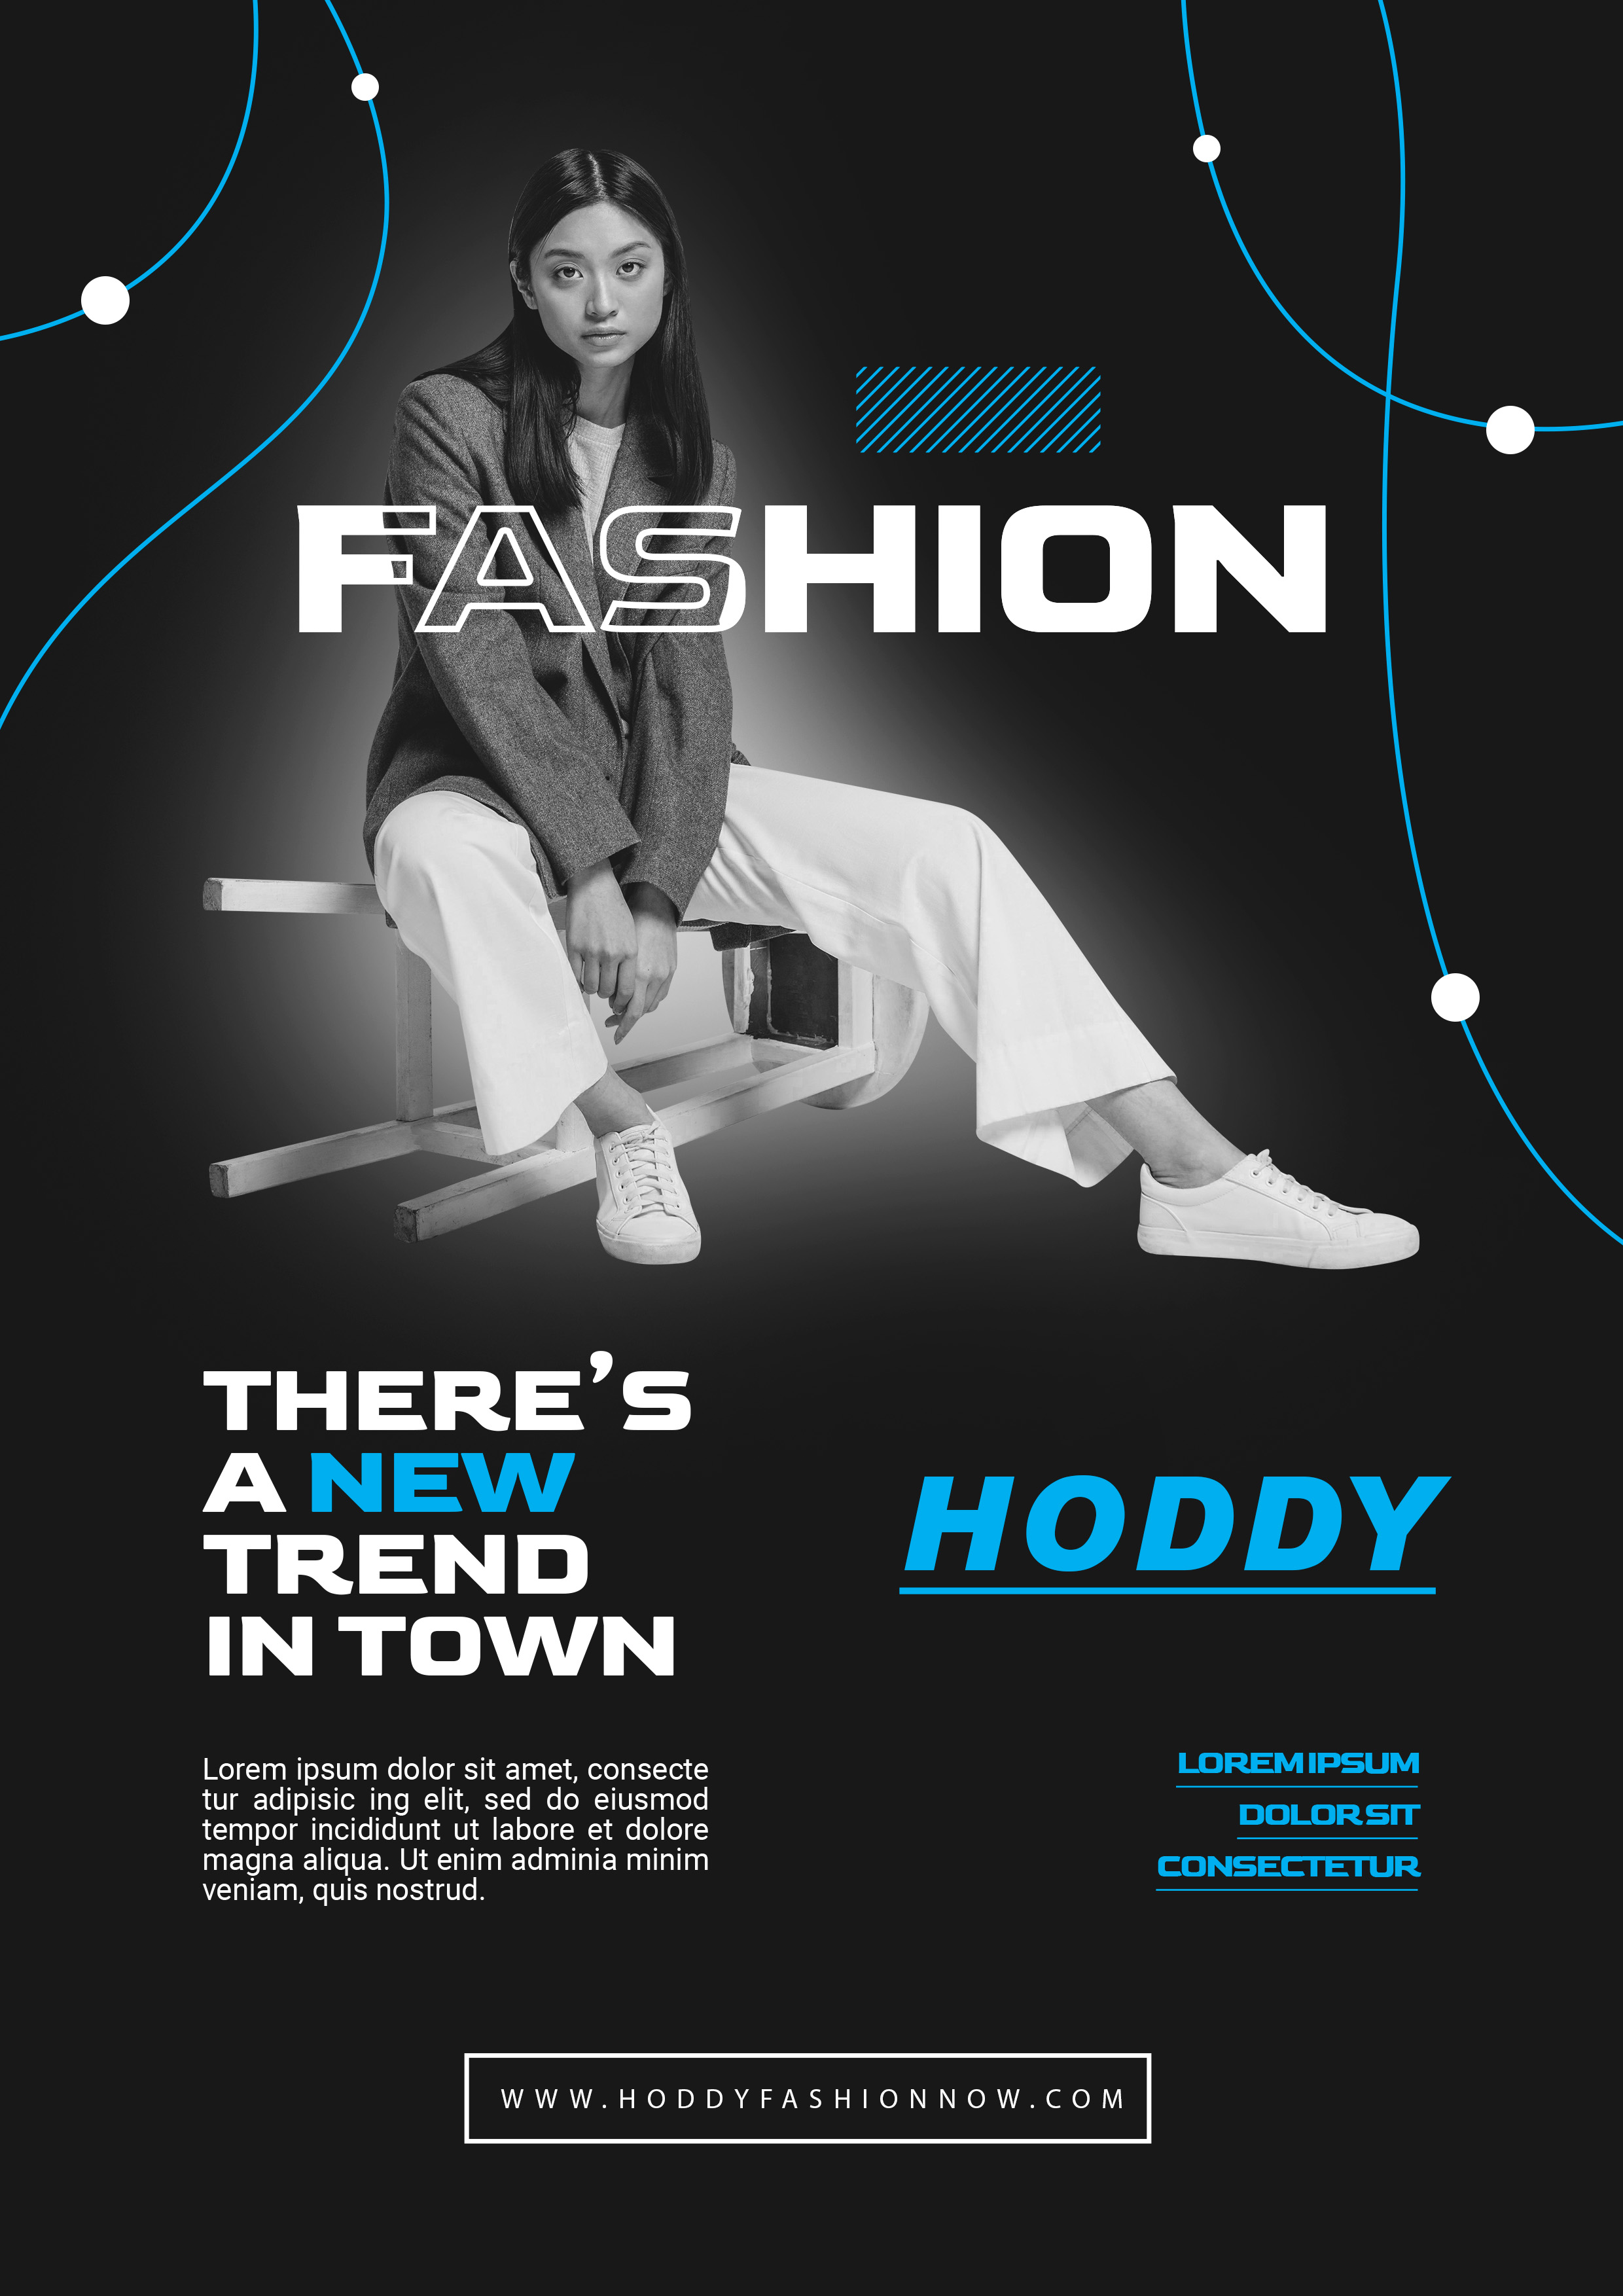 FASHION
THERE'S
A NEW
TREND
IN TOWN
HODDY
Lorem ipsum dolor sit amet, consecte
tur adipisic ing elit, sed do eiusmod
tempor incididunt ut labore et dolore
magna aliqua. Ut enim adminia minim
veniam, quis nostrud.
LOREM IPSUM
DOLOR SIT
CONSECTETUR
WWW.HODDYFASHIONNOW.COM